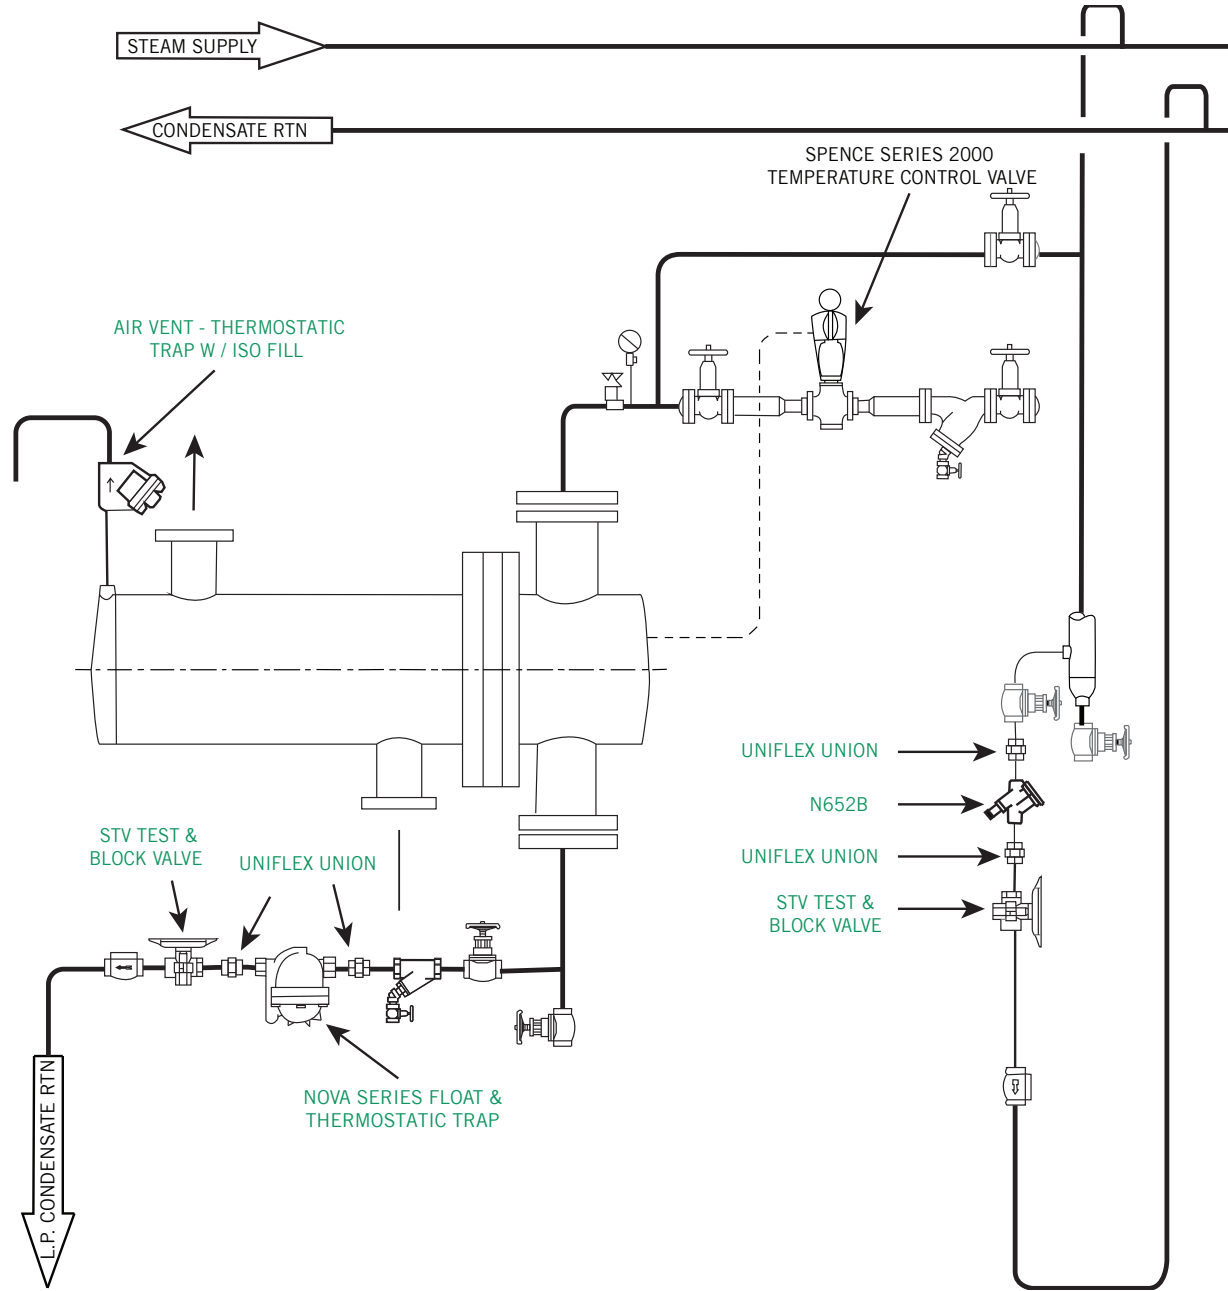 STEAM SUPPLY
CONDENSATE RTN
SPENCE SERIES 2000
TEMPERATURE CONTROL VALVE
AIR VENT - THERMOSTATIC
TRAP W / ISO FILL
UNIFLEX UNION
N652B
UNIFLEX UNION
STV TEST &
BLOCK VALVE
STV TEST &
BLOCK VALVE
UNIFLEX UNION
NOVA SERIES FLOAT &
THERMOSTATIC TRAP
L.P. CONDENSATE RTN